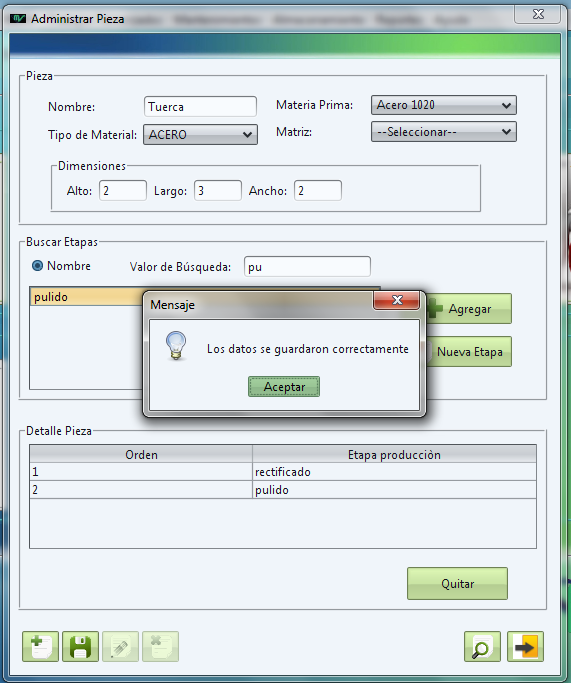 Administrar Pieza
Pieza
Nombre: Tuerca Materia Prima: Acero 1020
Tipo de Material: ACERO Matriz: --Seleccionar--
Dimensiones
Alto: 2 Largo: 3 Ancho: 2
Buscar Etapas
Nombre Valor de Búsqueda: pu
pulido
Agregar
Nueva Etapa
Mensaje
Los datos se guardaron correctamente
Aceptar
Detalle Pieza
Orden Etapa producciòn
1 rectificado
2 pulido
Quitar